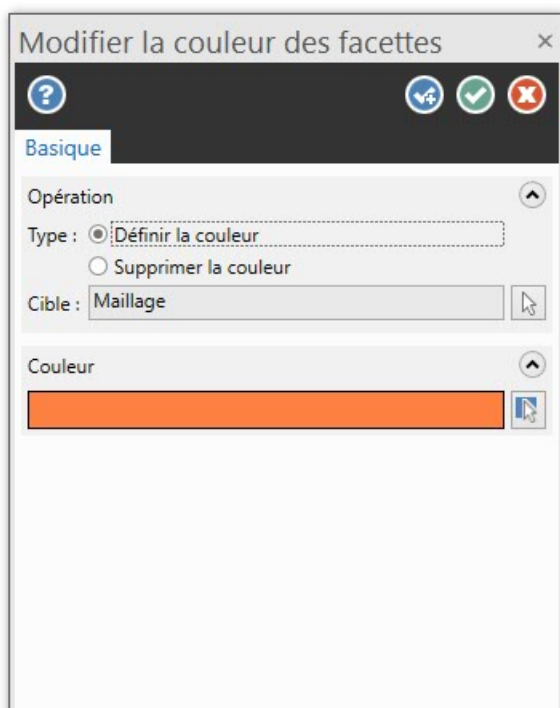 Modifier la couleur des facettes
Basique
Opération
Type : Définir la couleur
Supprimer la couleur
Cible : Maillage
Couleur